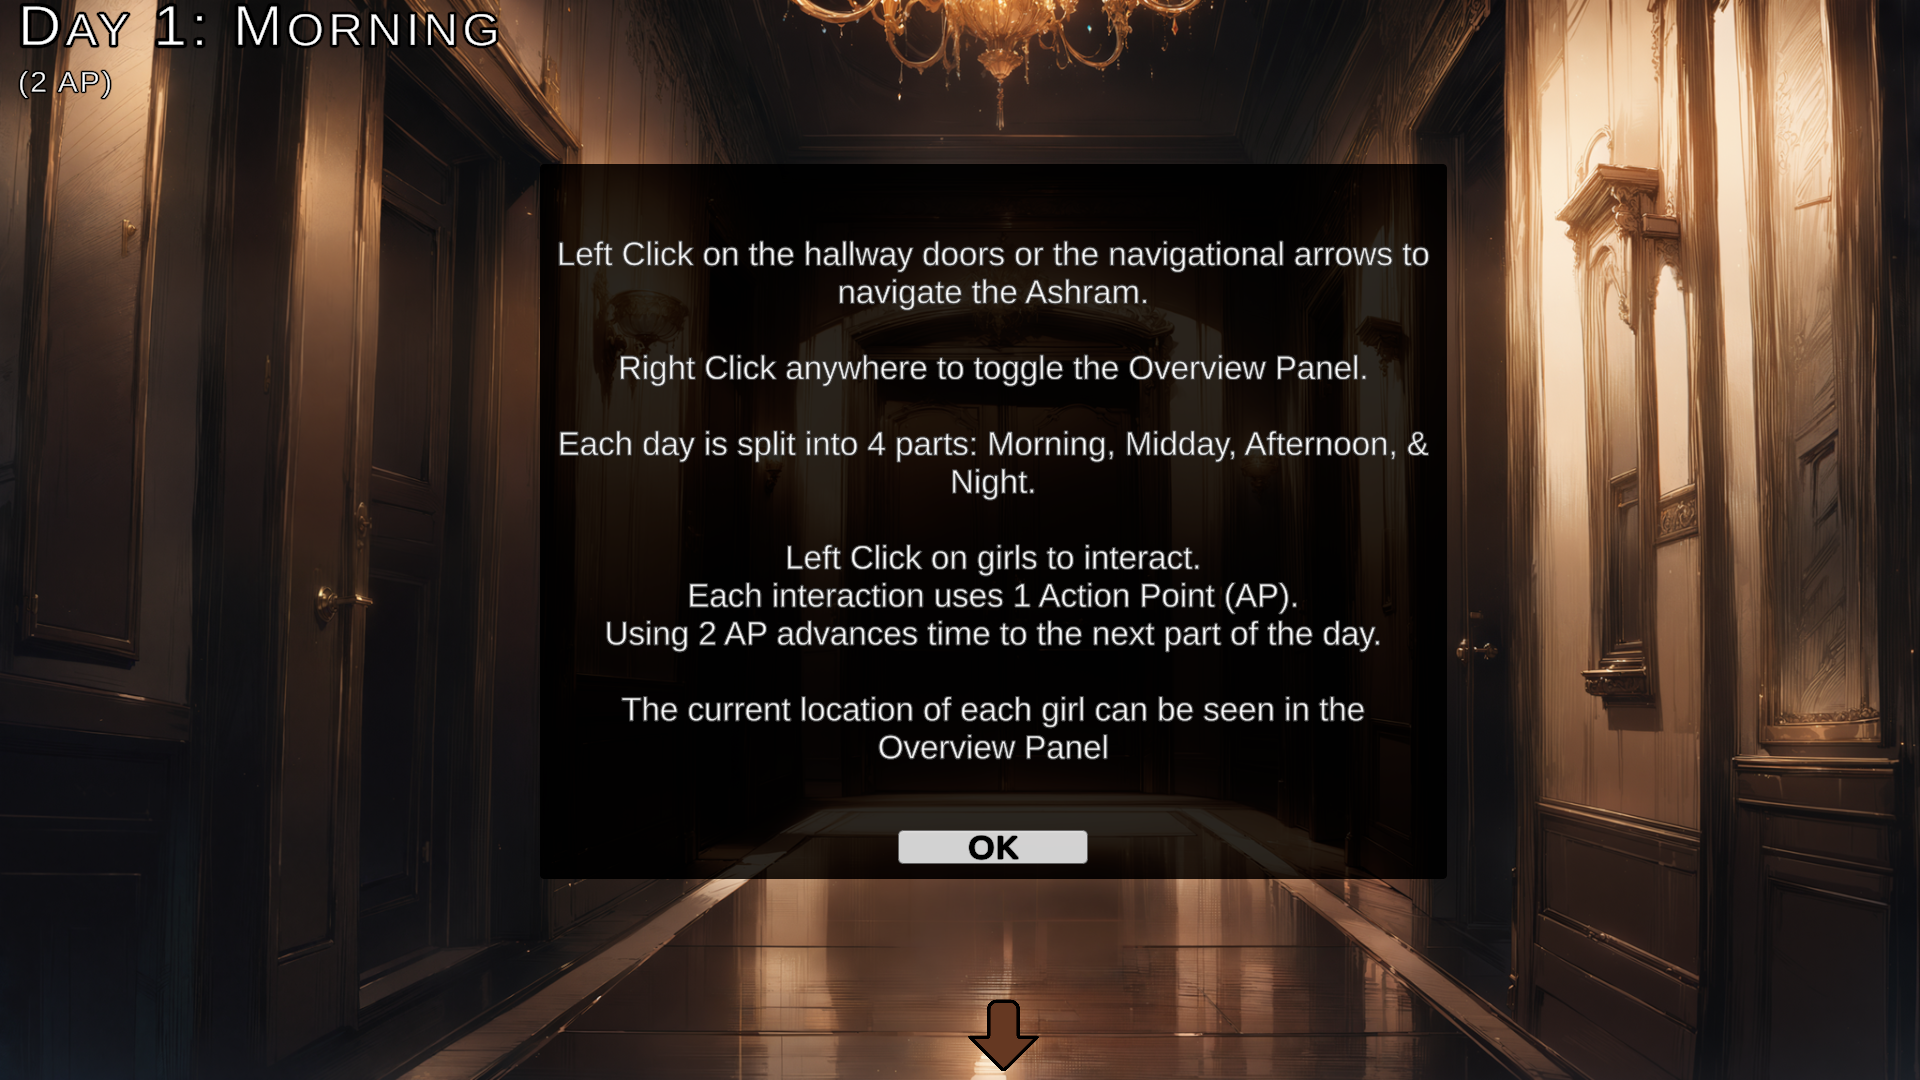 Day 1: Morning
(2 AP)
Left Click on the hallway doors or the navigational arrows to
navigate the Ashram.
Right Click anywhere to toggle the Overview Panel.
Each day is split into 4 parts: Morning, Midday, Afternoon, &
Night.
Left Click on girls to interact.
Each interaction uses 1 Action Point (AP).
Using 2 AP advances time to the next part of the day.
The current location of each girl can be seen in the
Overview Panel
OK